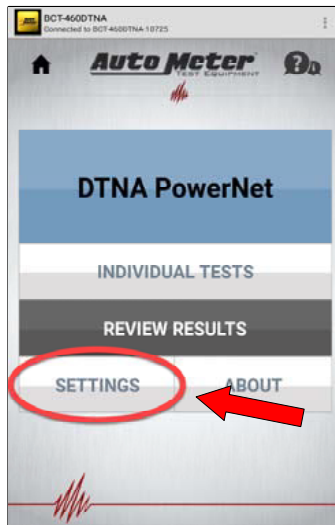 BCT-460DTNA
Connected to BCT-460DTNA-10725
Auto Meter
TEST EQUIPMENT
DTNA PowerNet
INDIVIDUAL TESTS
REVIEW RESULTS
SETTINGS
ABOUT